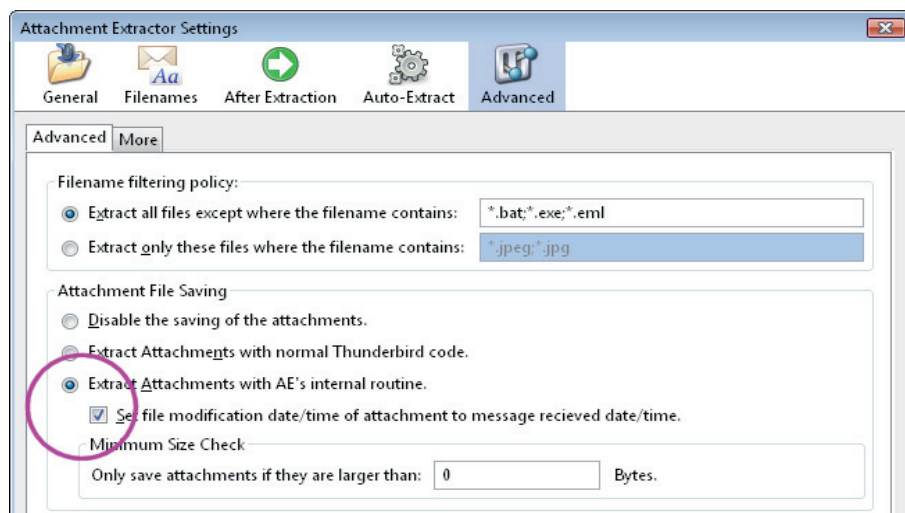 Attachment Extractor Settings
Aa
General Filenames After Extraction Auto-Extract Advanced
Advanced More
Filename filtering policy:
Extract all files except where the filename contains: *.bat;*.exe;*.eml
Extract only these files where the filename contains: *.jpeg;*.jpg
Attachment File Saving
Disable the saving of the attachments.
Extract Attachments with normal Thunderbird code.
Extract Attachments with AE's internal routine.
Set file modification date/time of attachment to message recieved date/time.
Minimum Size Check
Only save attachments if they are larger than: 0 Bytes.